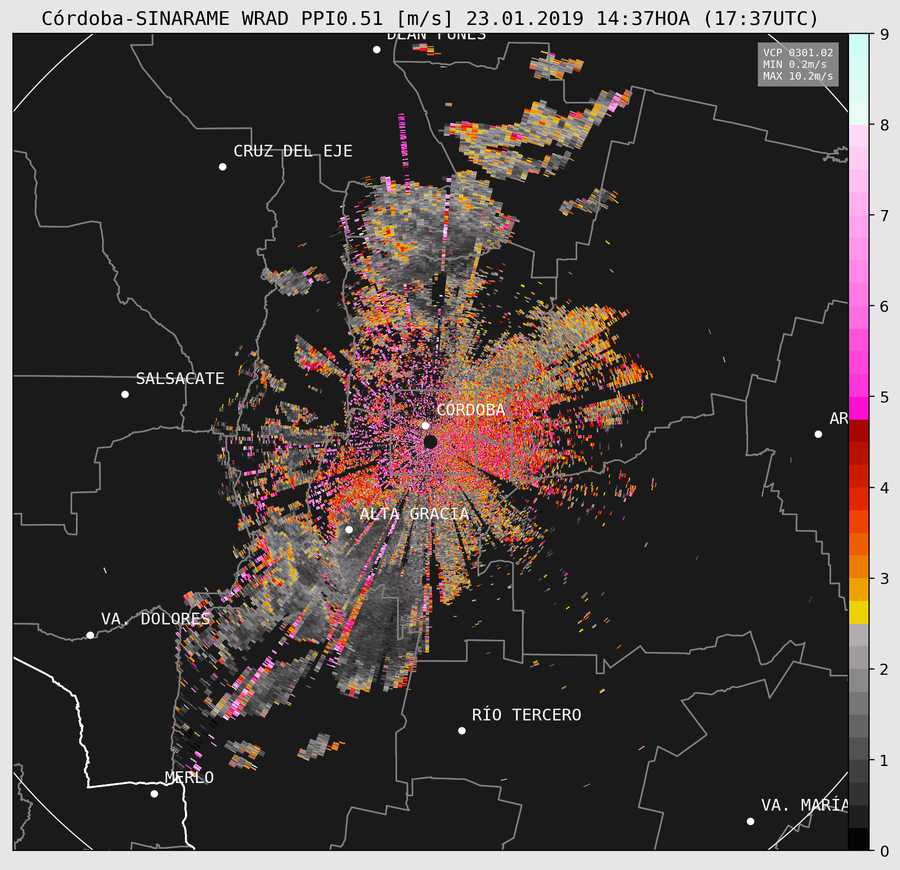 Córdoba-SINARAME WRAD PPI0.51 [m/s] 23.01.2019 14:37HOA (17:37UTC)
DEAN FUNES
VCP 0301.02
MIN 0.2m/s
MAX 10.2m/s
CRUZ DEL EJE
SALSACATE
CORDOBA
AR
ALTA GRACIA
VA. DOLORES
RÍO TERCERO
MERLO
VA. MARÍA
9
8
7
6
5
4
3
2
1
0